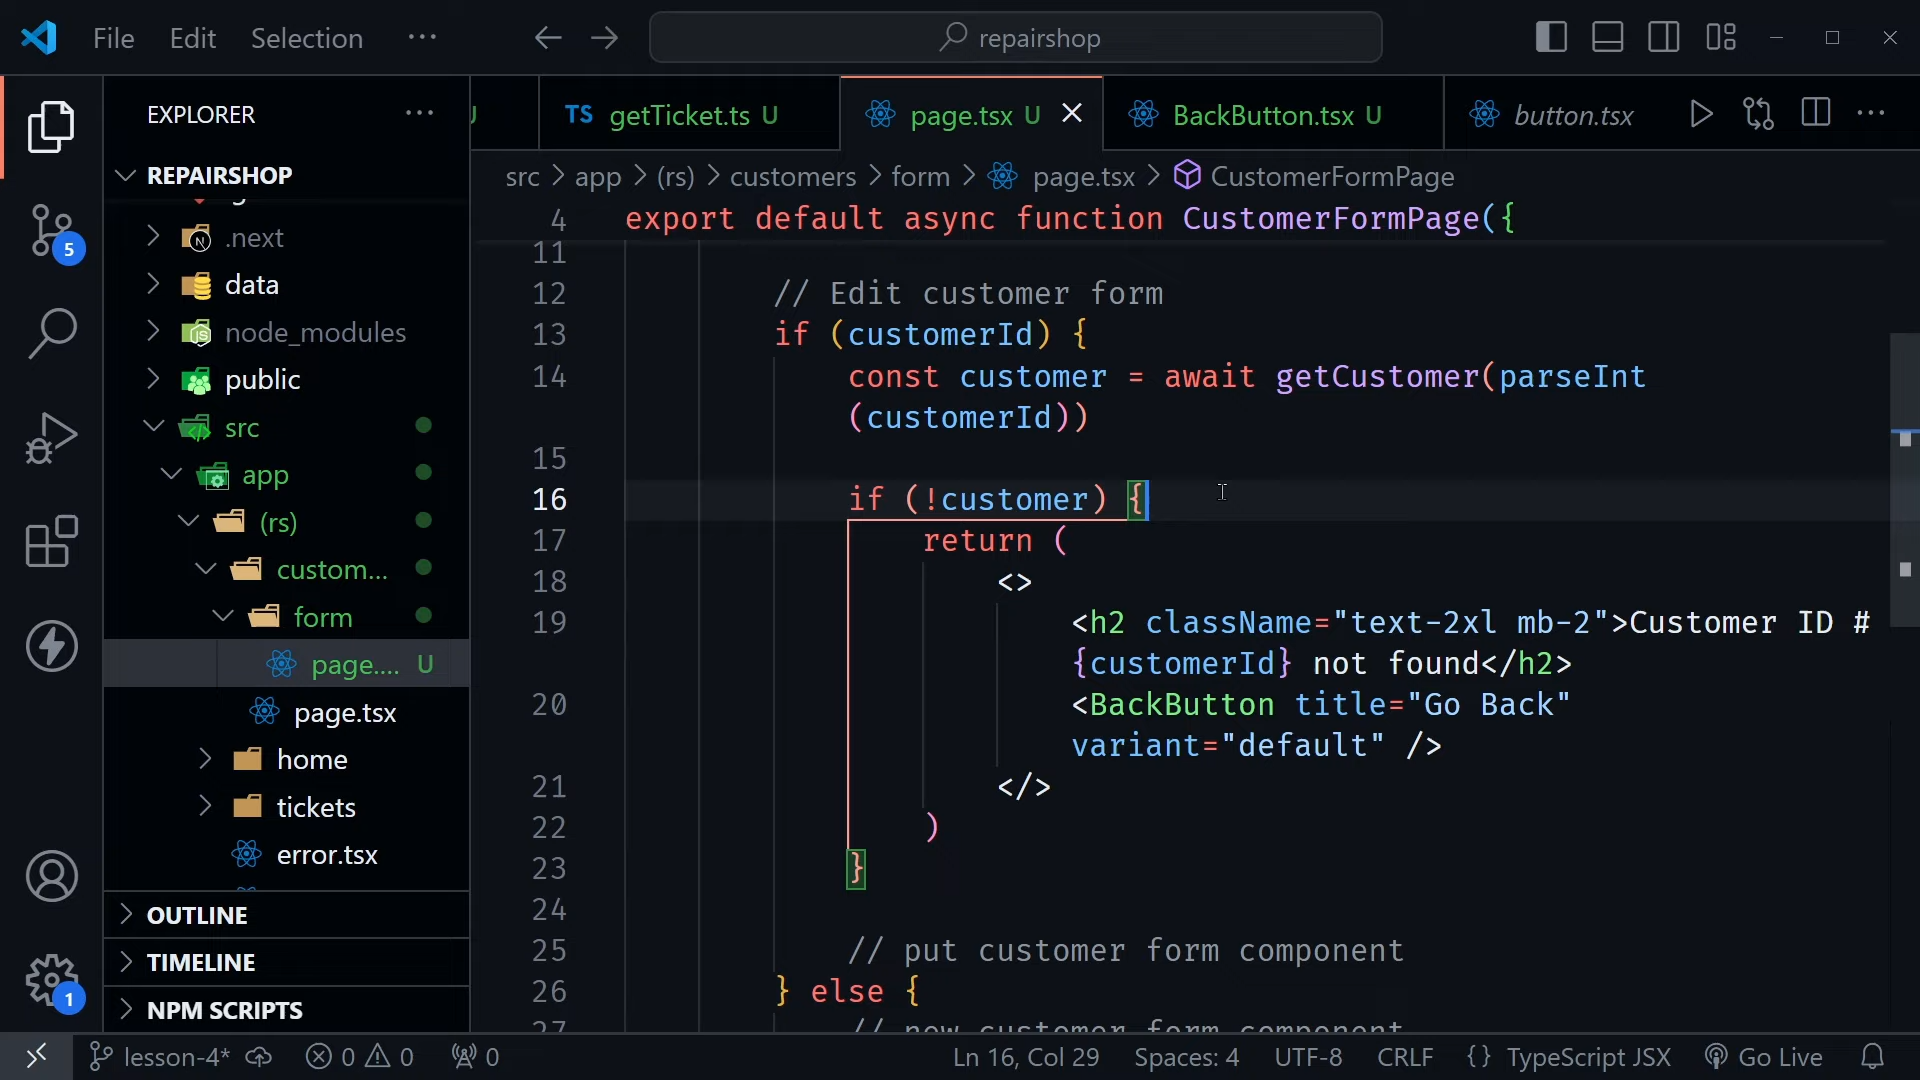 File Edit Selection ··· repairshop
EXPLORER ···
U
TS getTicket.ts U
page.tsx U
BackButton.tsx U
button.tsx
src > app > (rs) > customers > form > page.tsx > CustomerFormPage
REPAIRSHOP
.next
data
node_modules
public
src
app
(rs)
custom...
form
page.... U
page.tsx
home
tickets
error.tsx
OUTLINE
TIMELINE
NPM SCRIPTS
5
1
4 export default async function CustomerFormPage({
11
12 // Edit customer form
13 if (customerId) {
14 const customer = await getCustomer(parseInt
(customerId))
15
16 if (!customer) {
17 return (
18 <>
19 <h2 className="text-2xl mb-2">Customer ID #
{customerId} not found</h2>
20 <BackButton title="Go Back"
variant="default" />
21 </>
22 )
23 }
24
25 // put customer form component
26 } else {
27 // new customer form component
lesson-4* 0 0 0 Ln 16, Col 29 Spaces: 4 UTF-8 CRLF {} TypeScript JSX Go Live